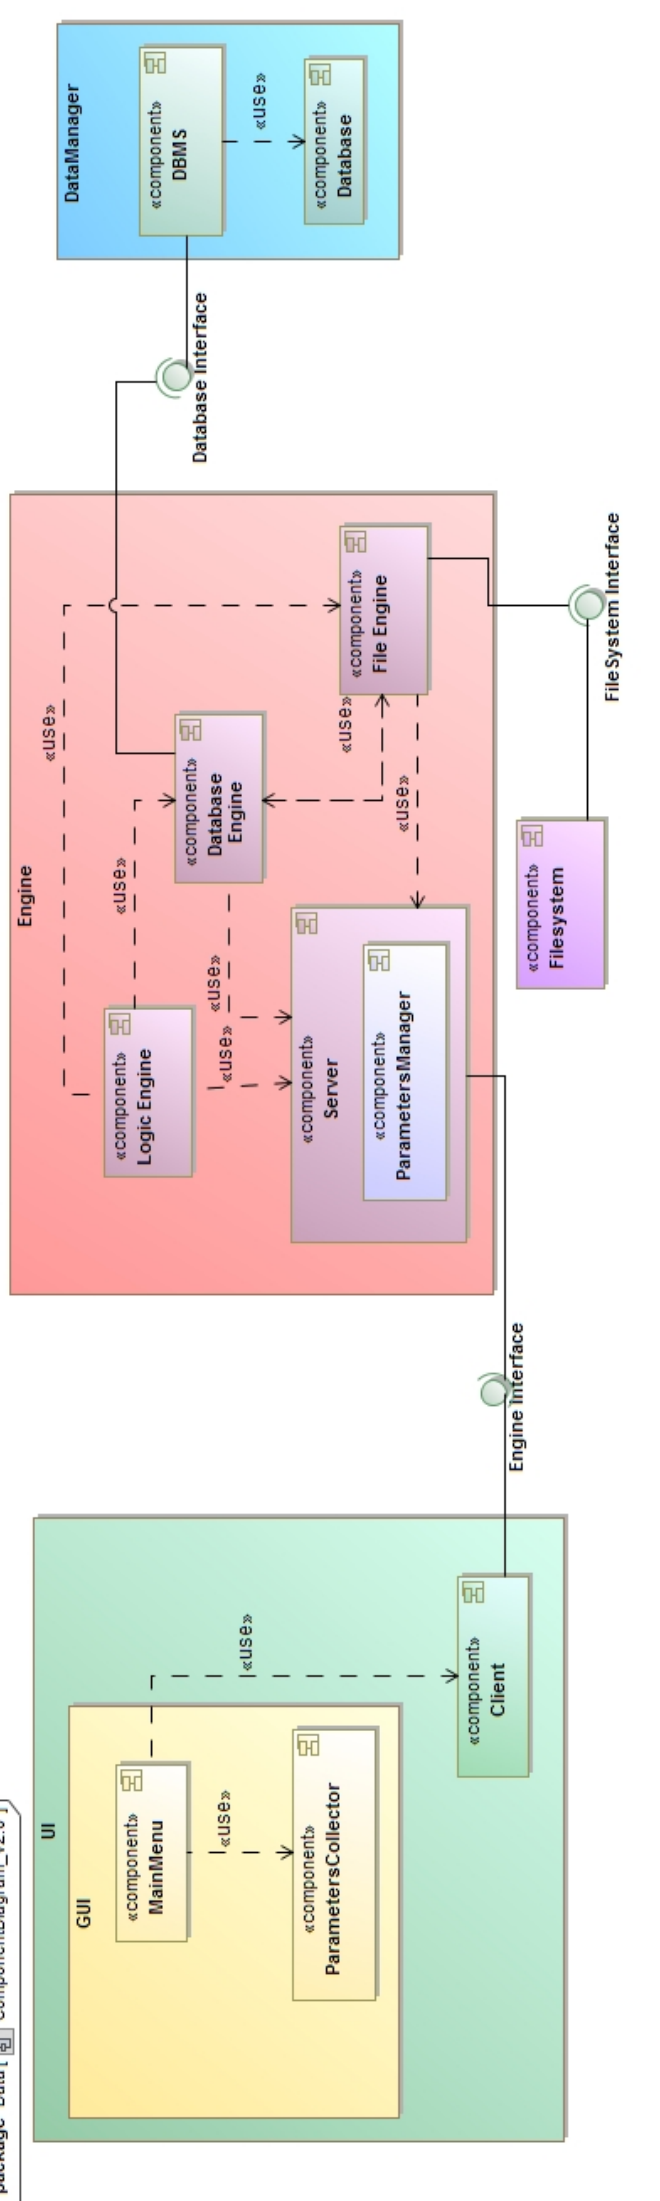 package Data [ ComponentDiagram_v2.0 ]
UI
GUI
«component»
MainMenu
«use»
«component»
ParametersCollector
«use»
«component»
Client
Engine Interface
Engine
«component»
Logic Engine
«use»
«use»
«use»
«use»
«component»
Database
Engine
«use»
«use»
«component»
File Engine
«component»
Server
«component»
ParametersManager
«component»
Filesystem
FileSystem Interface
Database Interface
DataManager
«component»
DBMS
«use»
«component»
Database